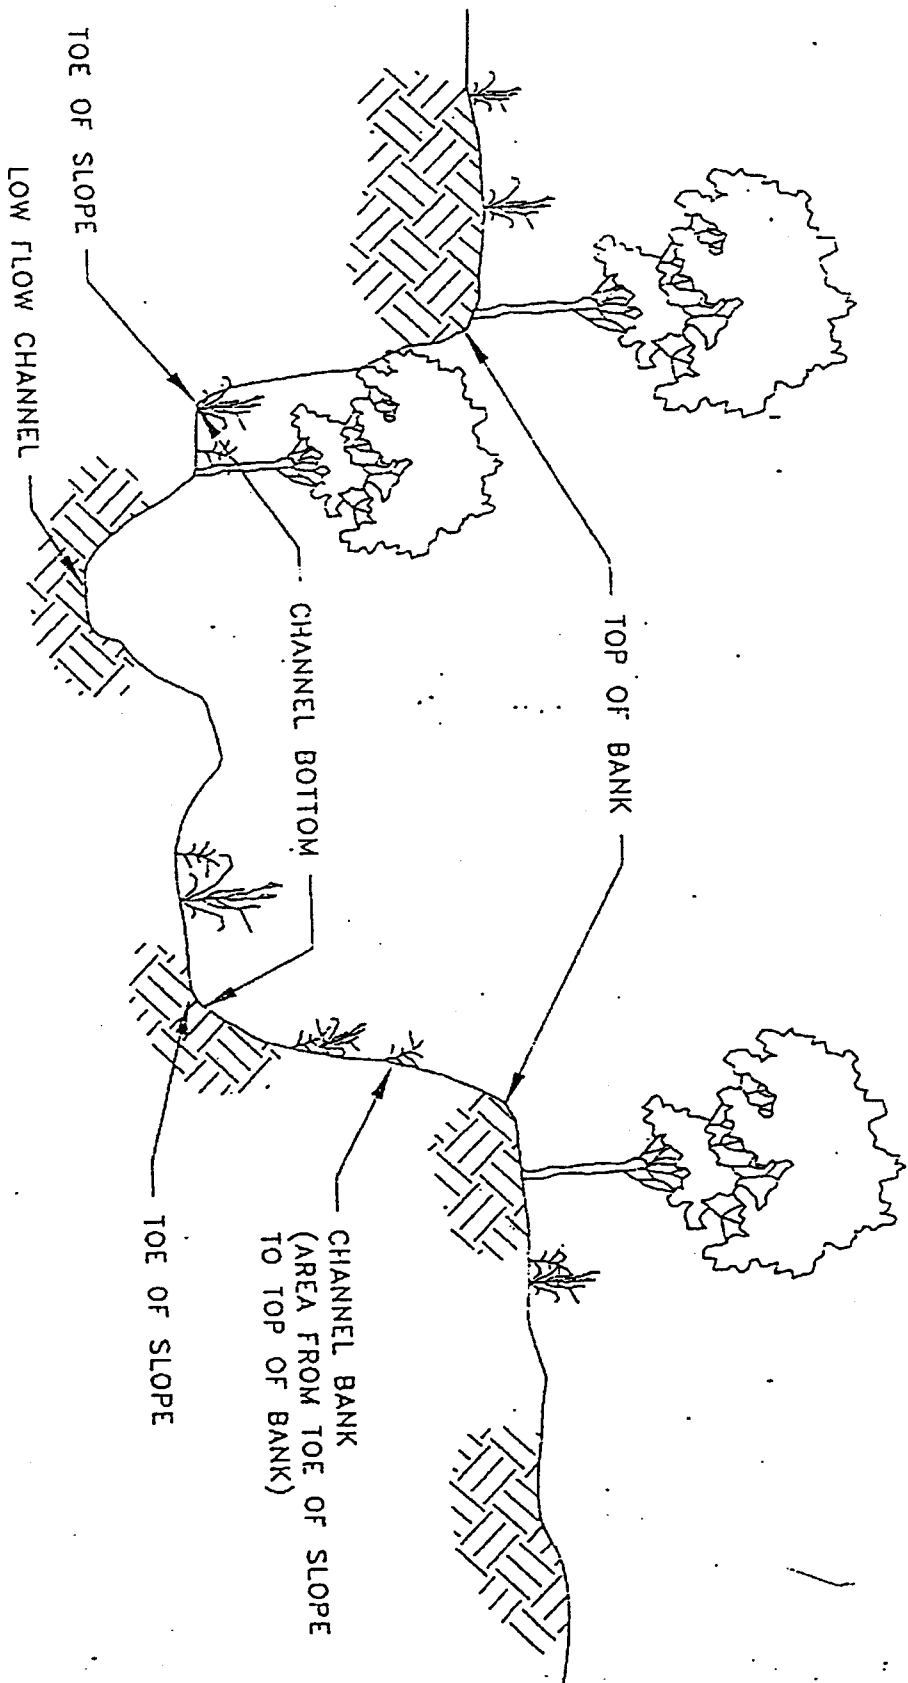 TOP OF BANK
CHANNEL BOTTOM
CHANNEL BANK
(AREA FROM TOE OF SLOPE
TO TOP OF BANK)
TOE OF SLOPE
LOW FLOW CHANNEL
TOE OF SLOPE